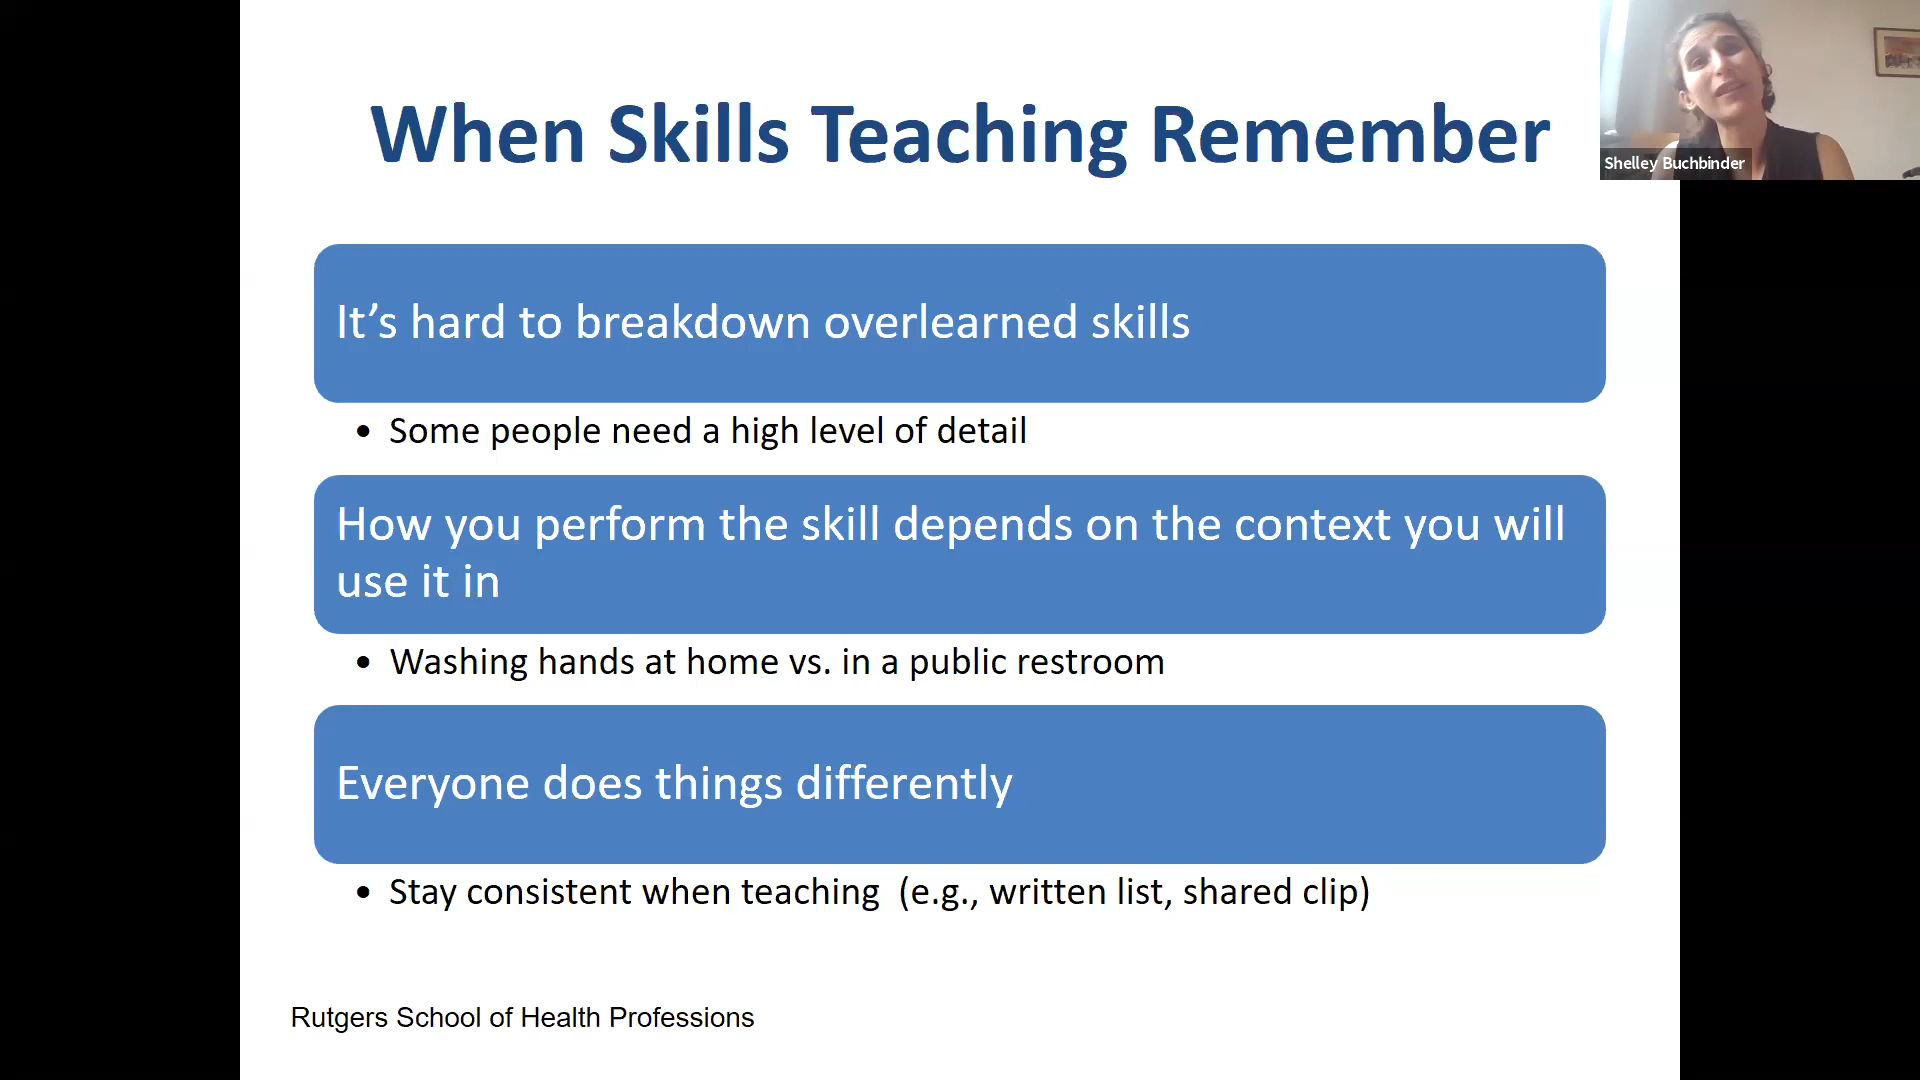 When Skills Teaching Remember
Shelley Buchbinder
It’s hard to breakdown overlearned skills
• Some people need a high level of detail
How you perform the skill depends on the context you will
use it in
• Washing hands at home vs. in a public restroom
Everyone does things differently
• Stay consistent when teaching  (e.g., written list, shared clip)
Rutgers School of Health Professions